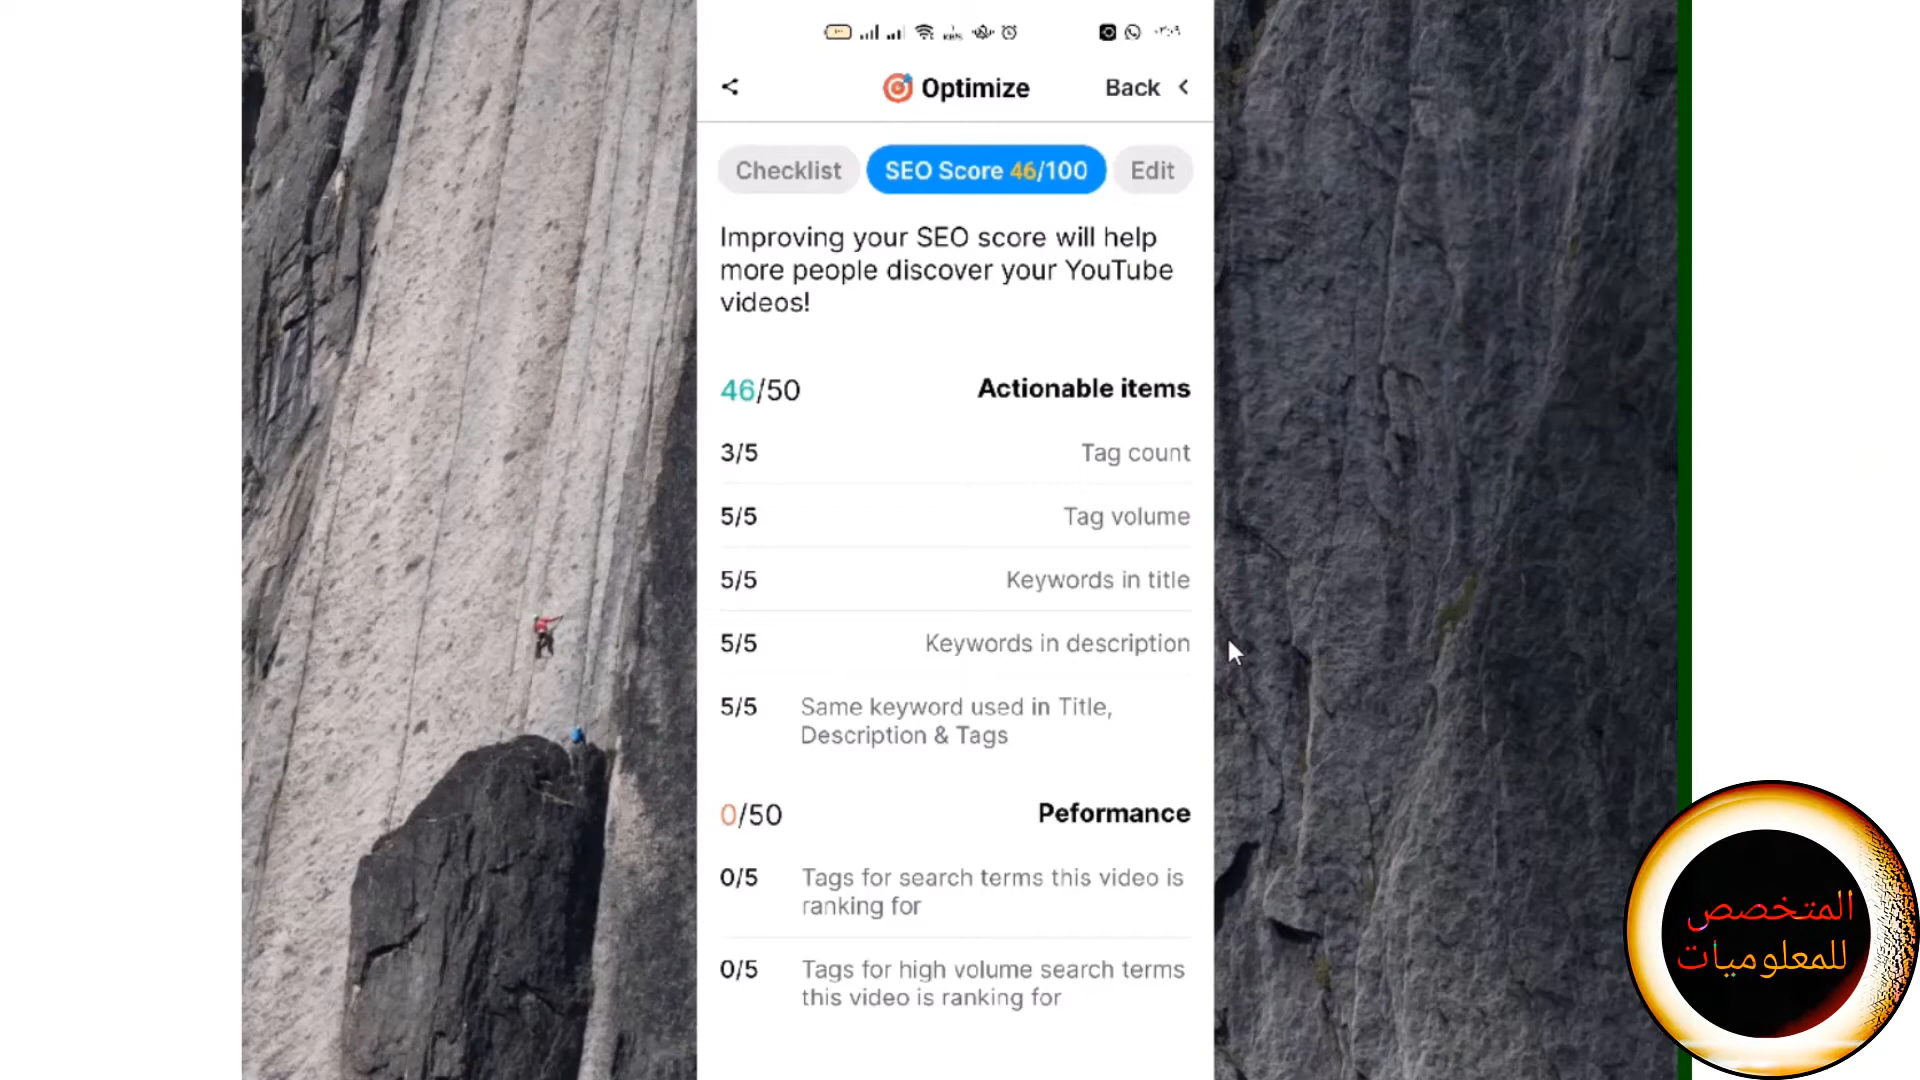 Optimize
Back
Checklist
SEO Score 46/100
Edit
Improving your SEO score will help
more people discover your YouTube
videos!
46/50
Actionable items
3/5
Tag count
5/5
Tag volume
5/5
Keywords in title
5/5
Keywords in description
5/5
Same keyword used in Title,
Description & Tags
0/50
Peformance
0/5
Tags for search terms this video is
ranking for
0/5
Tags for high volume search terms
this video is ranking for
المتخصص
للمعلوميات